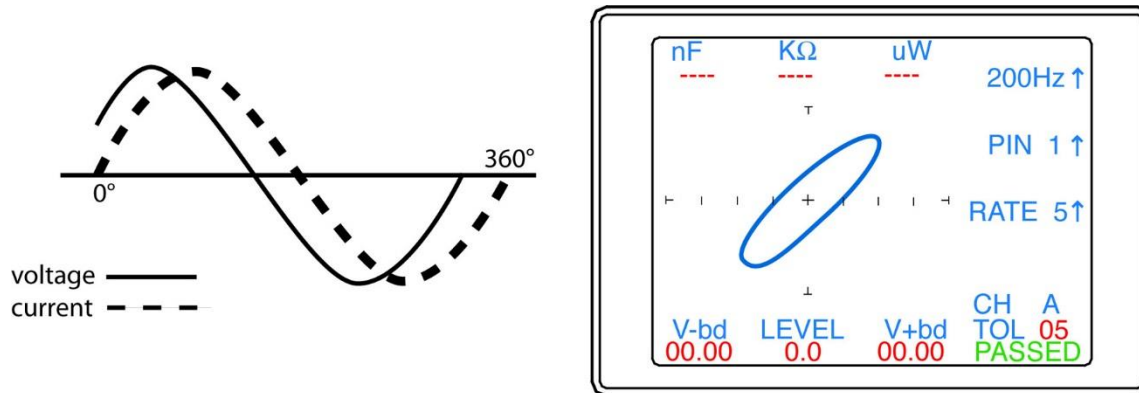 360°
0°
voltage
current
nF KΩ uW
---- ---- ----
200Hz↑
PIN 1↑
RATE 5↑
CH A
V-bd LEVEL V+bd TOL 05
00.00 0.0 00.00 PASSED